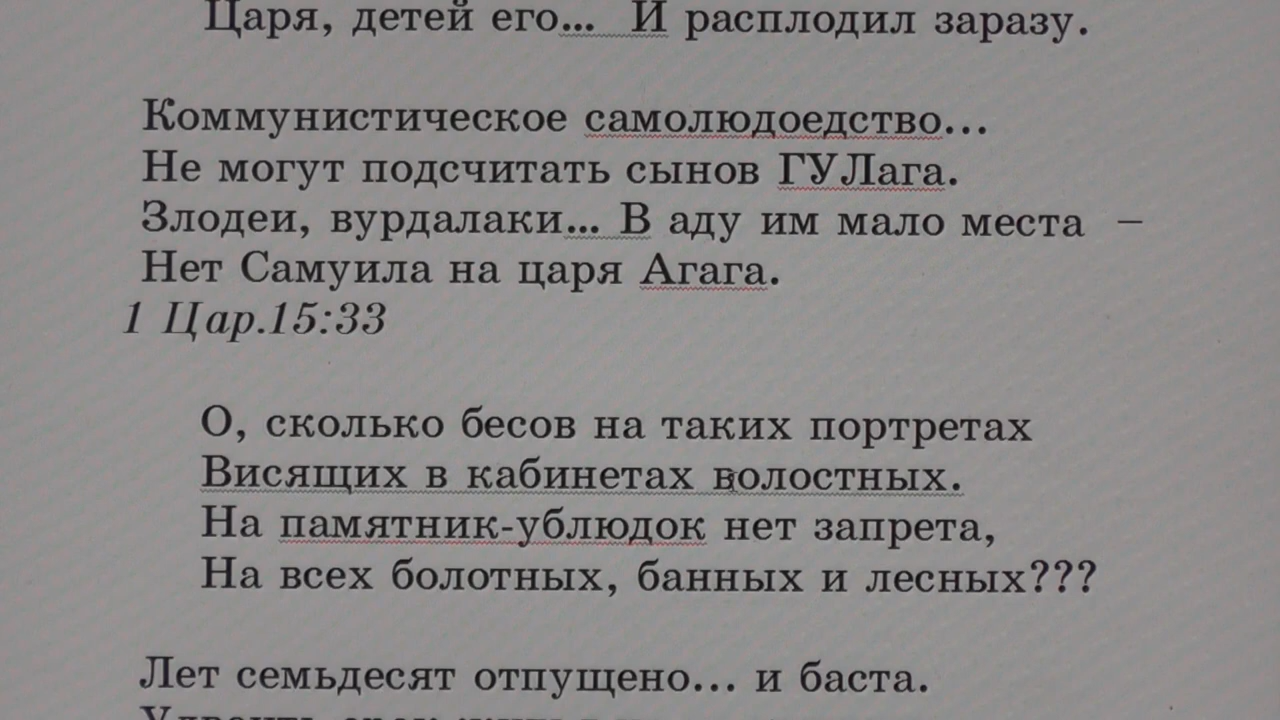 Царя, детей его... И расплодил заразу.
Коммунистическое самолюдоедство...
Не могут подсчитать сынов ГУЛага.
Злодеи, вурдалаки... В аду им мало места –
Нет Самуила на царя Агага.
1 Цар.15:33
О, сколько бесов на таких портретах
Висящих в кабинетах волостных.
На памятник-ублюдок нет запрета,
На всех болотных, банных и лесных???
Лет семьдесят отпущено... и баста.